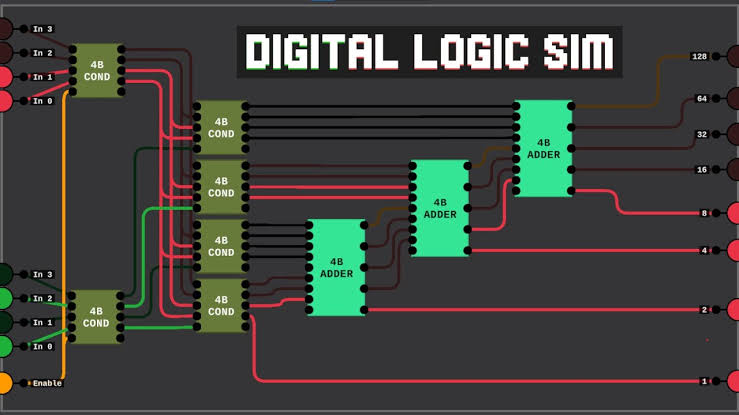 DIGITAL LOGIC SIM
In 3
In 2
In 1
In 0
4B
COND
4B
COND
4B
COND
4B
COND
4B
COND
4B
ADDER
4B
ADDER
4B
ADDER
128
64
32
16
8
4
2
1
In 3
In 2
In 1
In 0
4B
COND
Enable